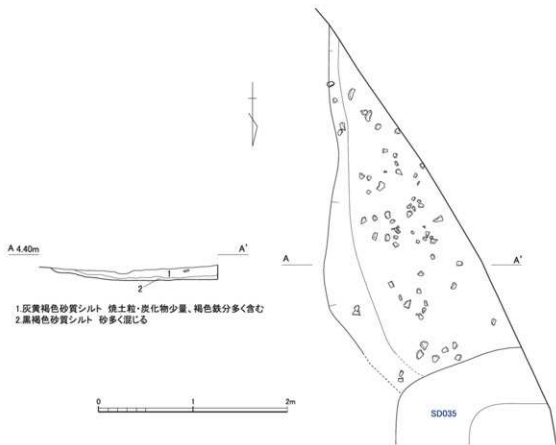 A 4.40m A'
1
2
1.灰黄褐色砂質シルト 焼土粒・炭化物少量、褐色鉄分多く含む
2.黒褐色砂質シルト 砂多く混じる
0 1 2m
A A'
SD035